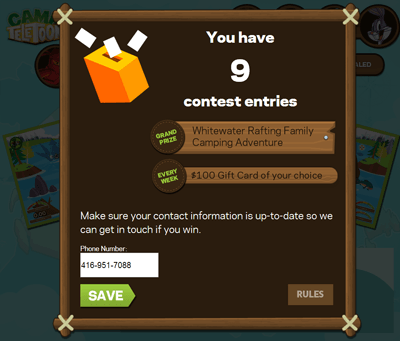 CAMP
TELETOON
You have
9
contest entries
GRAND PRIZE
Whitewater Rafting Family
Camping Adventure
EVERY WEEK
$100 Gift Card of your choice
Make sure your contact information is up-to-date so we
can get in touch if you win.
Phone Number:
416-951-7088
SAVE
RULES